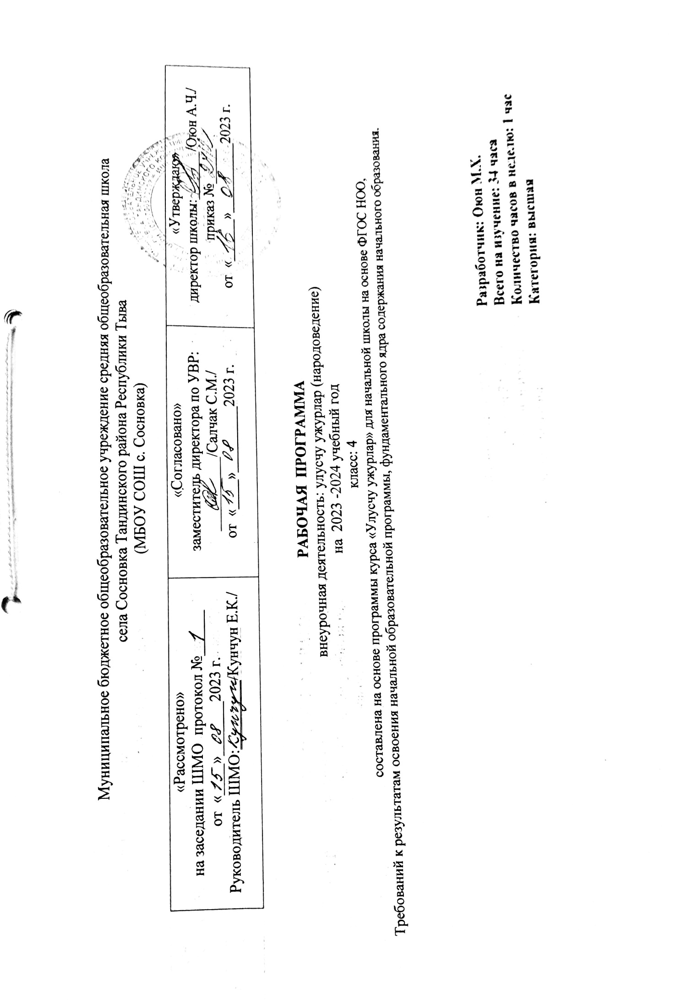 Муниципальное бюджетное общеобразовательное учреждение средняя общеобразовательная школа
села Сосновка Тандинского района Республики Тыва
(МБОУ СОШ с. Сосновка)
«Рассмотрено»
на заседании ШМО протокол № 1
от «15» 08 2023 г.
Руководитель ШМО: Кунчун /Кунчун Е.К./
«Согласовано»
заместитель директора по УВР:
/Салчак С.М./
от «15» 08 2023 г.
«Утверждаю»
директор школы: /Оюн А.Ч./
приказ №
от «16» 08 2023 г.
РАБОЧАЯ ПРОГРАММА
внеурочная деятельность: улусчу ужурлар (народоведение)
на 2023 -2024 учебный год
класс: 4
составлена на основе программы курса «Улусчу ужурлар» для начальной школы на основе ФГОС НОО,
Требований к результатам освоения начальной образовательной программы, фундаментального ядра содержания начального образования.
Разработчик: Оюн М.Х.
Всего на изучение: 34 часа
Количество часов в неделю: 1 час
Категория: высшая